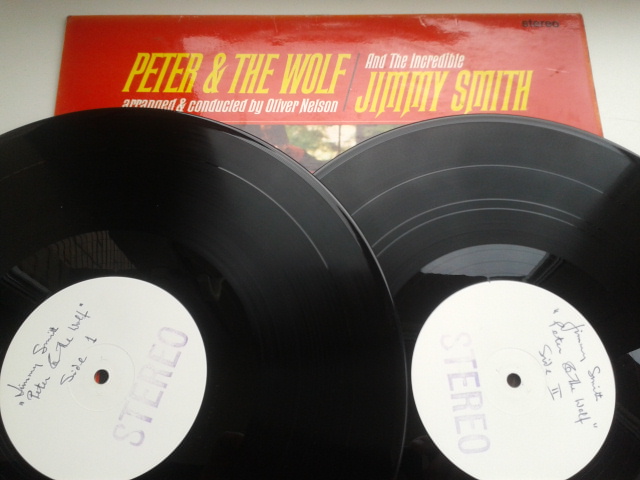 stereo
PETER & THE WOLF
arranged & conducted by Oliver Nelson
And The Incredible
JIMMY SMITH
"Jimmy Smith
Peter & the Wolf"
Side 1
STEREO
Jimmy Smith
"Peter & the Wolf"
Side II
STEREO